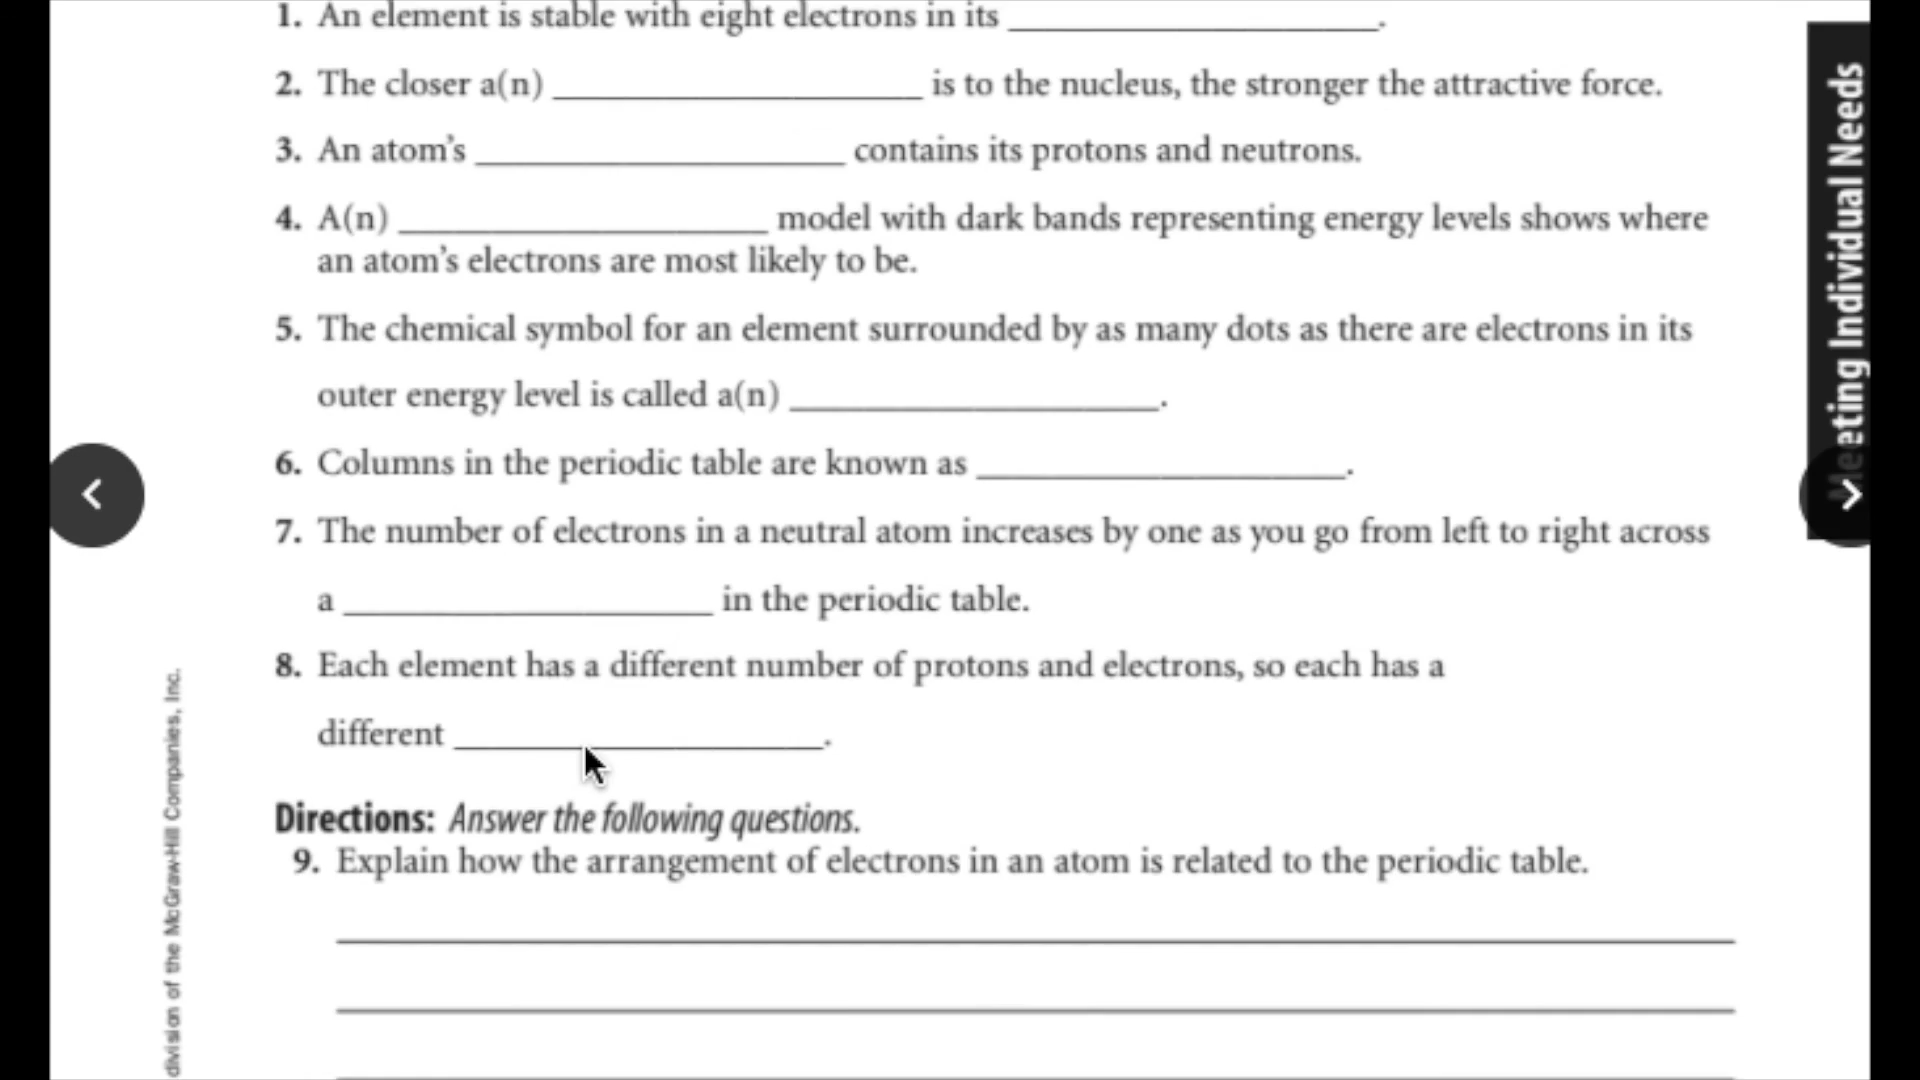 1. An element is stable with eight electrons in its ____________________.
2. The closer a(n) ____________________ is to the nucleus, the stronger the attractive force.
3. An atom's ____________________ contains its protons and neutrons.
4. A(n) ____________________ model with dark bands representing energy levels shows where
an atom's electrons are most likely to be.
5. The chemical symbol for an element surrounded by as many dots as there are electrons in its
outer energy level is called a(n) ____________________.
6. Columns in the periodic table are known as ____________________.
7. The number of electrons in a neutral atom increases by one as you go from left to right across
a ____________________ in the periodic table.
8. Each element has a different number of protons and electrons, so each has a
different ____________________.
Directions: Answer the following questions.
9. Explain how the arrangement of electrons in an atom is related to the periodic table.
Meeting Individual Needs
division of the McGraw-Hill Companies, Inc.